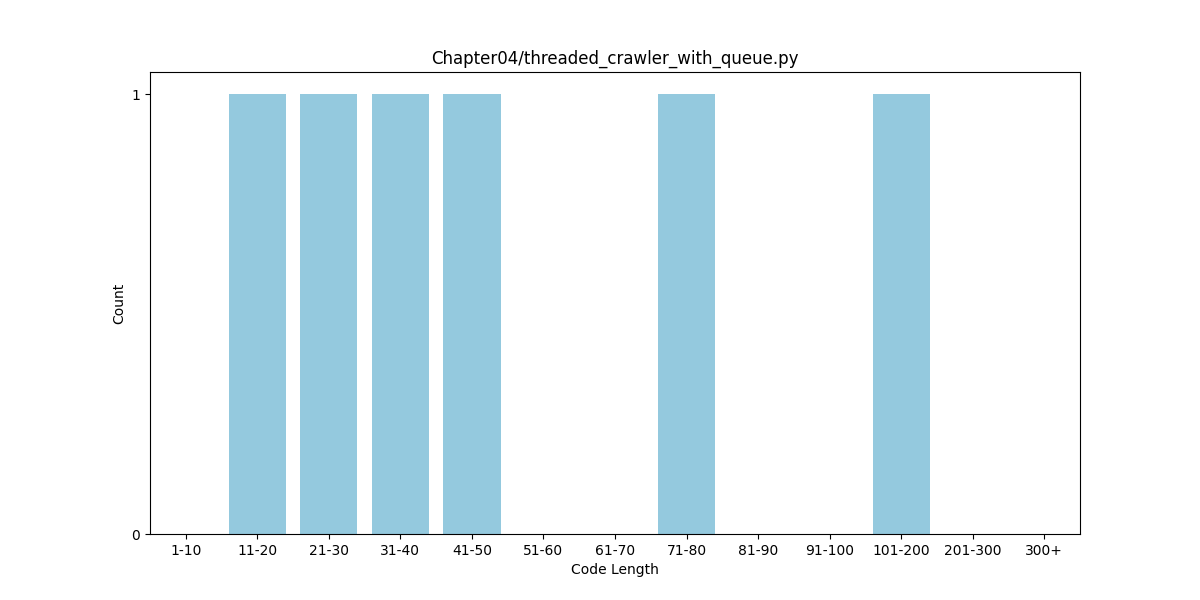 Chapter04/threaded_crawler_with_queue.py
1
0
Count
1-10 11-20 21-30 31-40 41-50 51-60 61-70 71-80 81-90 91-100 101-200 201-300 300+
Code Length